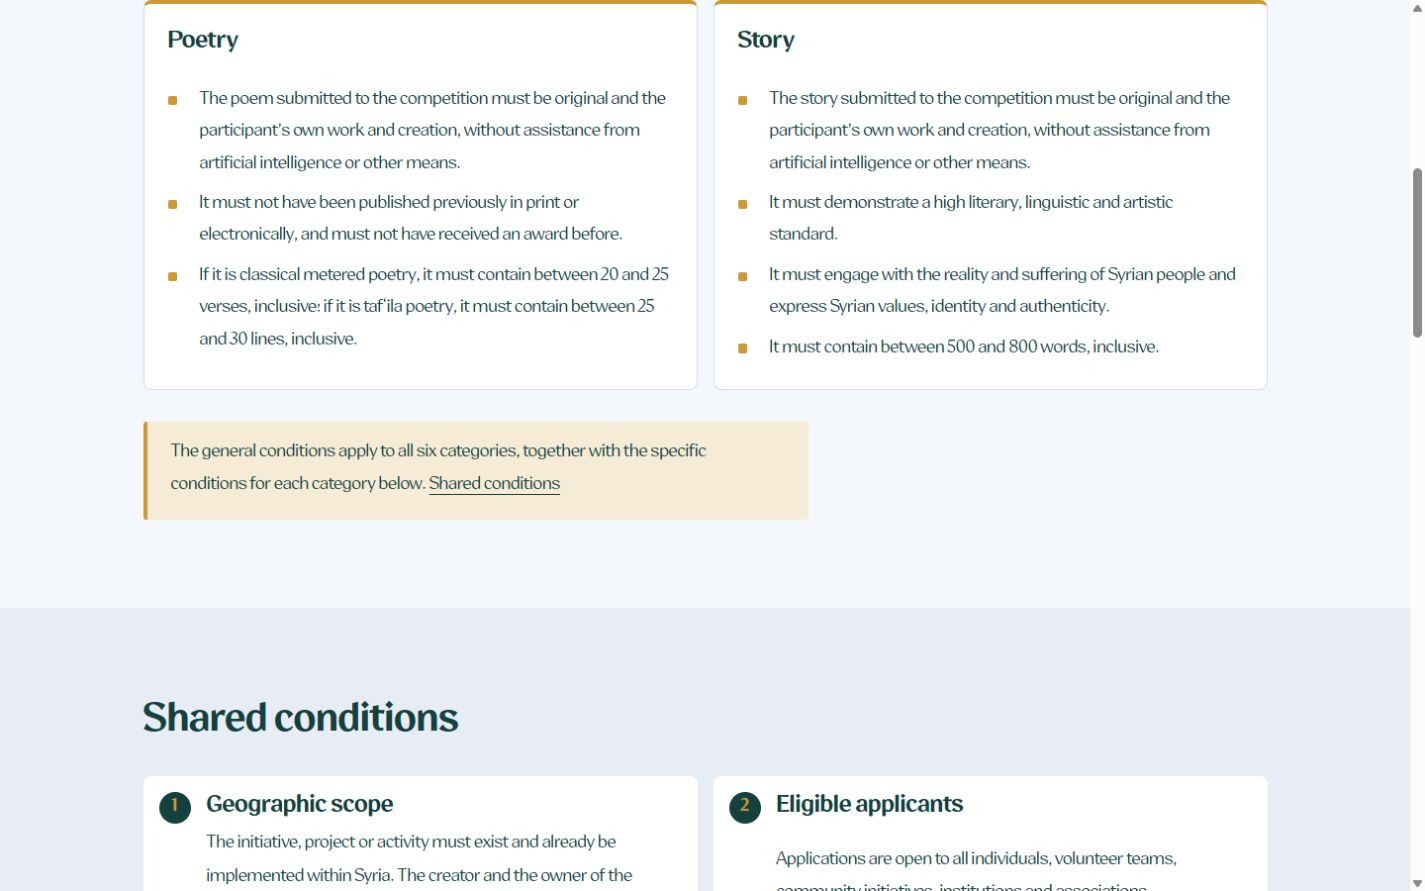 Poetry
The poem submitted to the competition must be original and the
participant's own work and creation, without assistance from
artificial intelligence or other means.
It must not have been published previously in print or
electronically, and must not have received an award before.
If it is classical metered poetry, it must contain between 20 and 25
verses, inclusive; if it is tafʿila poetry, it must contain between 25
and 30 lines, inclusive.
Story
The story submitted to the competition must be original and the
participant's own work and creation, without assistance from
artificial intelligence or other means.
It must demonstrate a high literary, linguistic and artistic
standard.
It must engage with the reality and suffering of Syrian people and
express Syrian values, identity and authenticity.
It must contain between 500 and 800 words, inclusive.
The general conditions apply to all six categories, together with the specific
conditions for each category below. Shared conditions
Shared conditions
1 Geographic scope
The initiative, project or activity must exist and already be
implemented within Syria. The creator and the owner of the
2 Eligible applicants
Applications are open to all individuals, volunteer teams,
community initiatives, institutions and associations